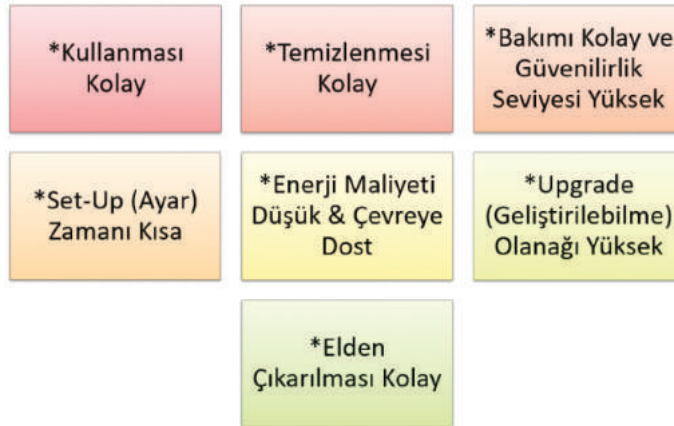 *Kullanması
Kolay
*Temizlenmesi
Kolay
*Bakımı Kolay ve
Güvenilirlik
Seviyesi Yüksek
*Set-Up (Ayar)
Zamanı Kısa
*Enerji Maliyeti
Düşük & Çevreye
Dost
*Upgrade
(Geliştirilebilme)
Olanağı Yüksek
*Elden
Çıkarılması Kolay